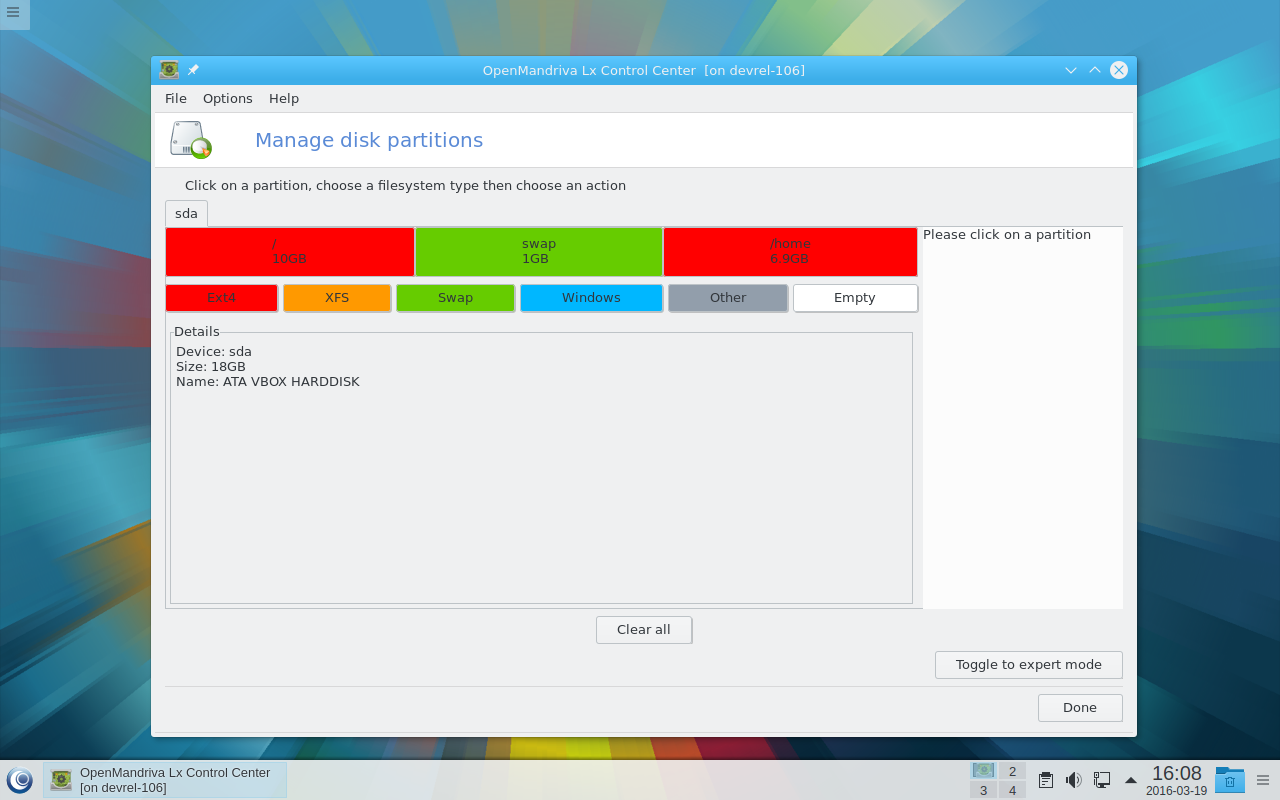 OpenMandriva Lx Control Center [on devrel-106]
File Options Help
Manage disk partitions
Click on a partition, choose a filesystem type then choose an action
sda
/
10GB
swap
1GB
/home
6.9GB
Please click on a partition
Ext4 XFS Swap Windows Other Empty
Details
Device: sda
Size: 18GB
Name: ATA VBOX HARDDISK
Clear all
Toggle to expert mode
Done
OpenMandriva Lx Control Center
[on devrel-106]
2
3 4
16:08
2016-03-19